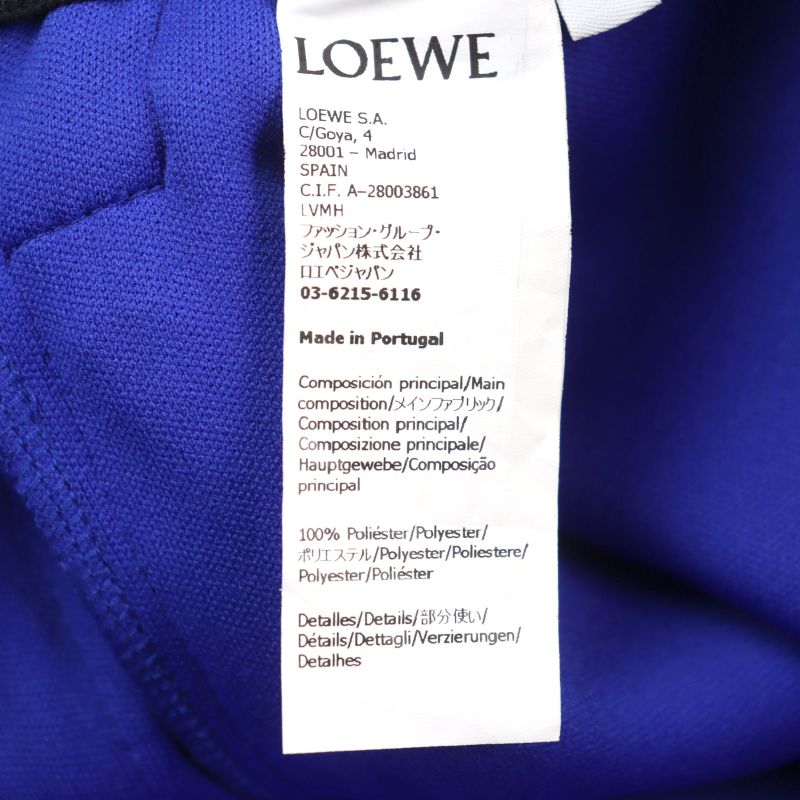 LOEWE
LOEWE S.A.
C/Goya, 4
28001 – Madrid
SPAIN
C.I.F. A–28003861
LVMH
ファッション・グループ・
ジャパン株式会社
ロエベジャパン
03-6215-6116
Made in Portugal
Composición principal/Main
composition/メインファブリック/
Composition principal/
Composizione principale/
Hauptgewebe/Composição
principal
100% Poliéster/Polyester/
ポリエステル/Polyester/Poliestere/
Polyester/Poliéster
Detalles/Details/部分使い/
Détails/Dettagli/Verzierungen/
Detalhes